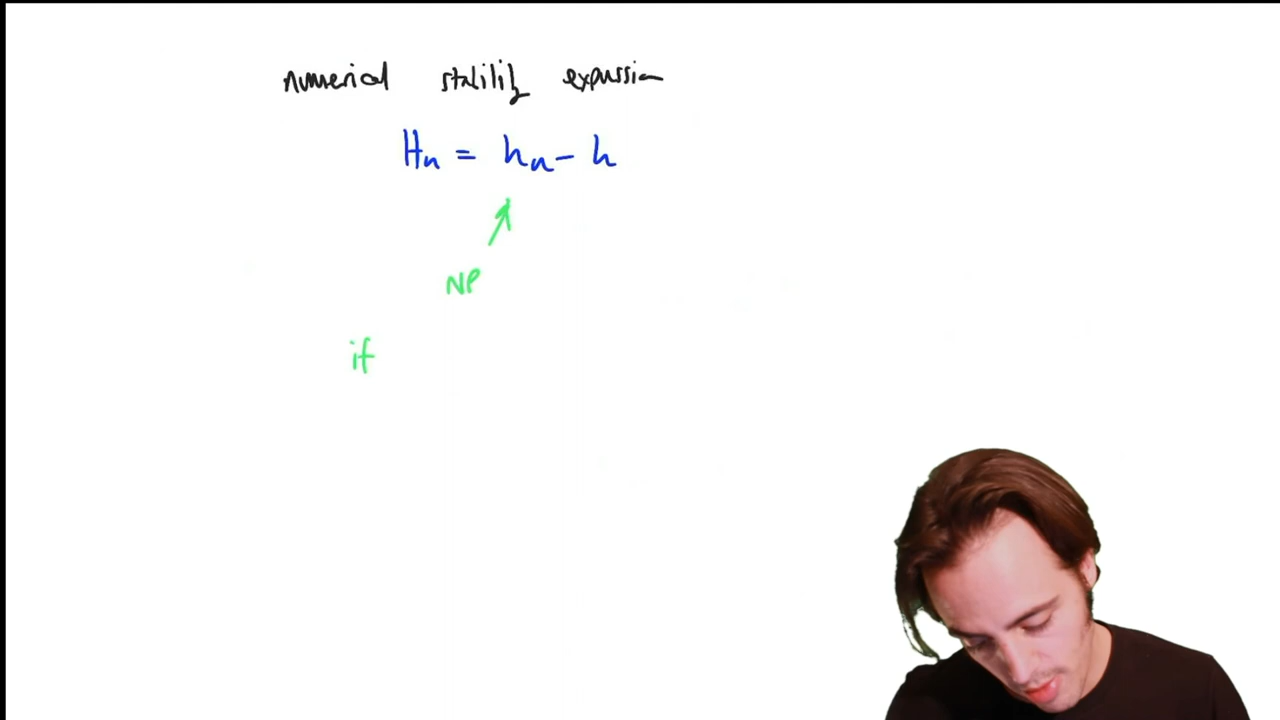 numerical stability expression
Hn = hn - h
NP
if